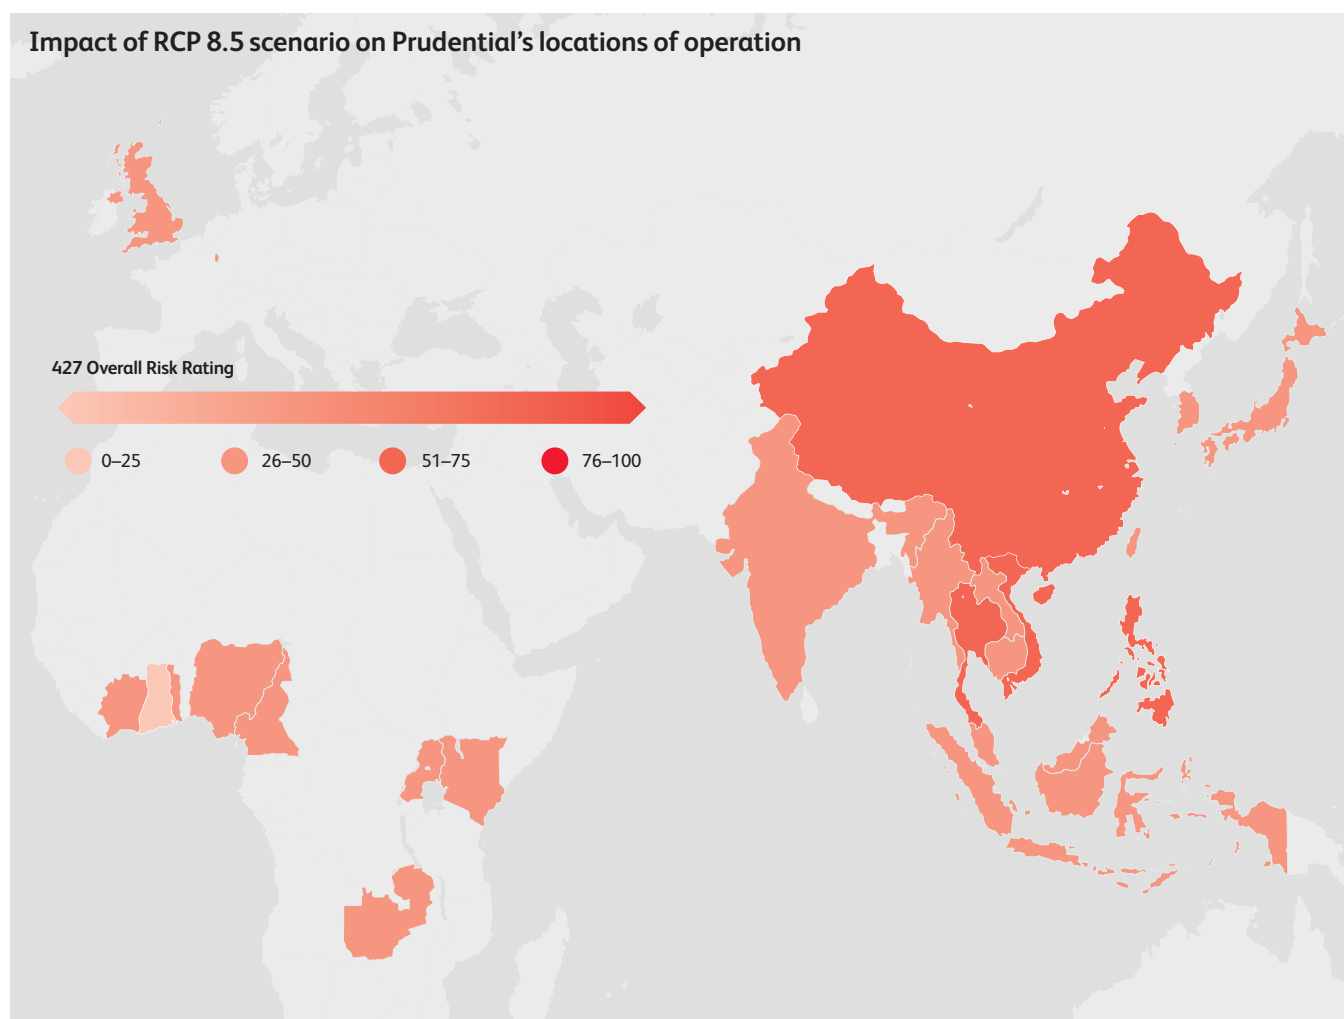 Impact of RCP 8.5 scenario on Prudential’s locations of operation
427 Overall Risk Rating
0–25 26–50 51–75 76–100